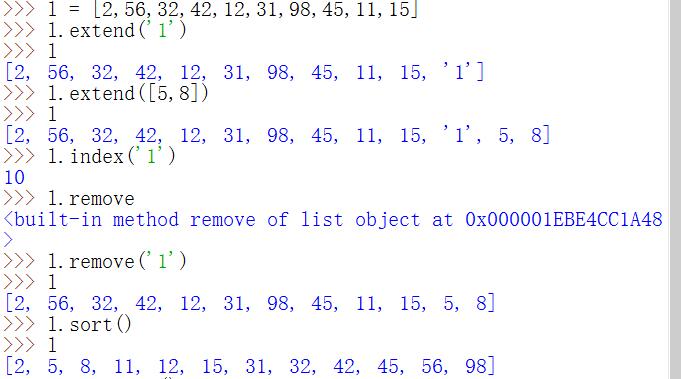 >>> l = [2,56,32,42,12,31,98,45,11,15]
>>> l.extend('1')
>>> l
[2, 56, 32, 42, 12, 31, 98, 45, 11, 15, '1']
>>> l.extend([5,8])
>>> l
[2, 56, 32, 42, 12, 31, 98, 45, 11, 15, '1', 5, 8]
>>> l.index('1')
10
>>> l.remove
<built-in method remove of list object at 0x000001EBE4CC1A48
>
>>> l.remove('1')
>>> l
[2, 56, 32, 42, 12, 31, 98, 45, 11, 15, 5, 8]
>>> l.sort()
>>> l
[2, 5, 8, 11, 12, 15, 31, 32, 42, 45, 56, 98]